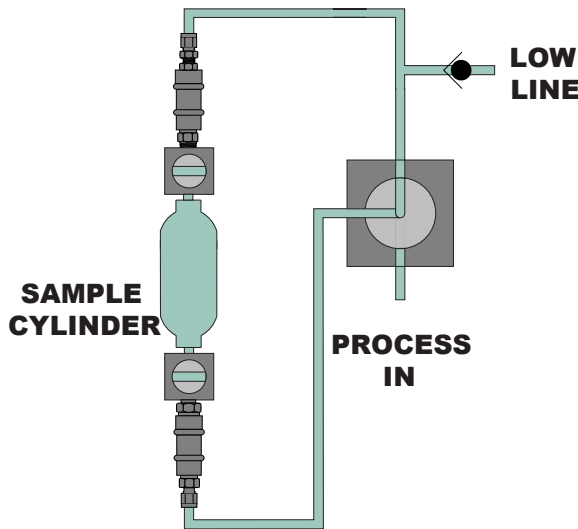 LOW
LINE
SAMPLE
CYLINDER
PROCESS
IN